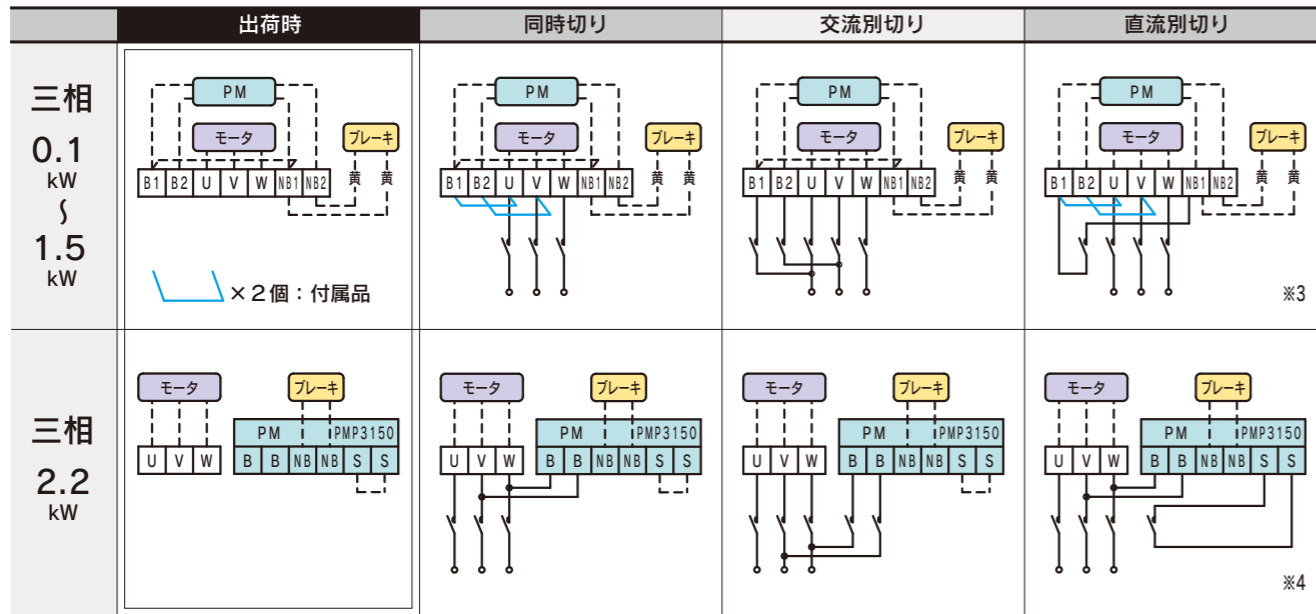 出荷時 同時切り 交流別切り 直流別切り
三相
0.1
kW
〜
1.5
kW
PM
モータ ブレーキ
B1 B2 U V W NB1 NB2 黄 黄
×2個：付属品
PM
モータ ブレーキ
B1 B2 U V W NB1 NB2 黄 黄
PM
モータ ブレーキ
B1 B2 U V W NB1 NB2 黄 黄
PM
モータ ブレーキ
B1 B2 U V W NB1 NB2 黄 黄
※3
三相
2.2
kW
モータ ブレーキ
PM PMP3150
U V W B B NB NB S S
モータ ブレーキ
PM PMP3150
U V W B B NB NB S S
モータ ブレーキ
PM PMP3150
U V W B B NB NB S S
モータ ブレーキ
PM PMP3150
U V W B B NB NB S S
※4